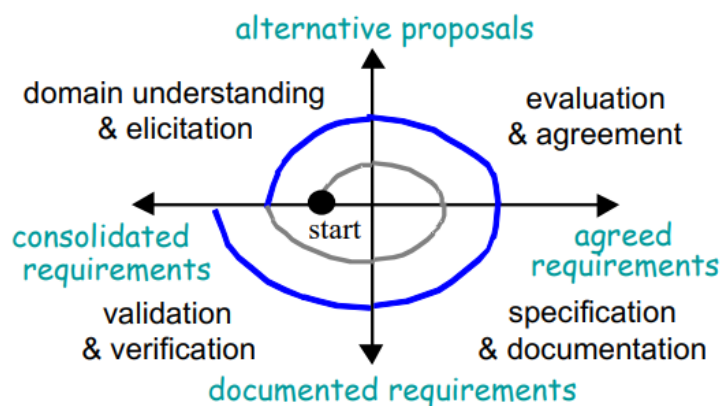 alternative proposals
domain understanding
& elicitation
evaluation
& agreement
start
consolidated
requirements
agreed
requirements
validation
& verification
specification
& documentation
documented requirements